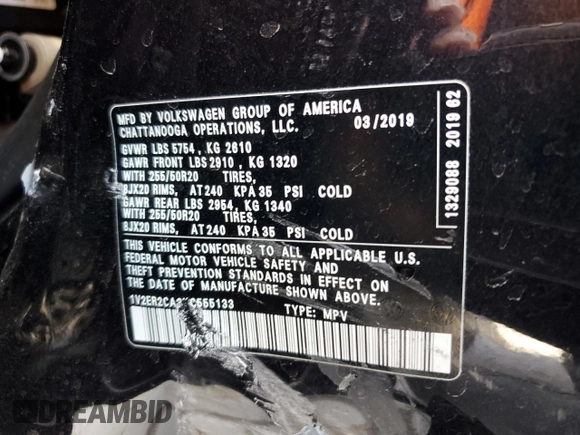 MFD BY VOLKSWAGEN GROUP OF AMERICA
CHATTANOOGA OPERATIONS, LLC. 03/2019
GVWR LBS 5754 , KG 2610
GAWR FRONT LBS 2910 , KG 1320
WITH 255/50R20 TIRES,
8JX20 RIMS, AT 240 KPA 35 PSI COLD
GAWR REAR LBS 2954 , KG 1340
WITH 255/50R20 TIRES,
8JX20 RIMS, AT 240 KPA 35 PSI COLD
THIS VEHICLE CONFORMS TO ALL APPLICABLE U.S.
FEDERAL MOTOR VEHICLE SAFETY AND
THEFT PREVENTION STANDARDS IN EFFECT ON
THE DATE OF MANUFACTURE SHOWN ABOVE.
TYPE: MPV
1329088 2019 62
DREAMBID